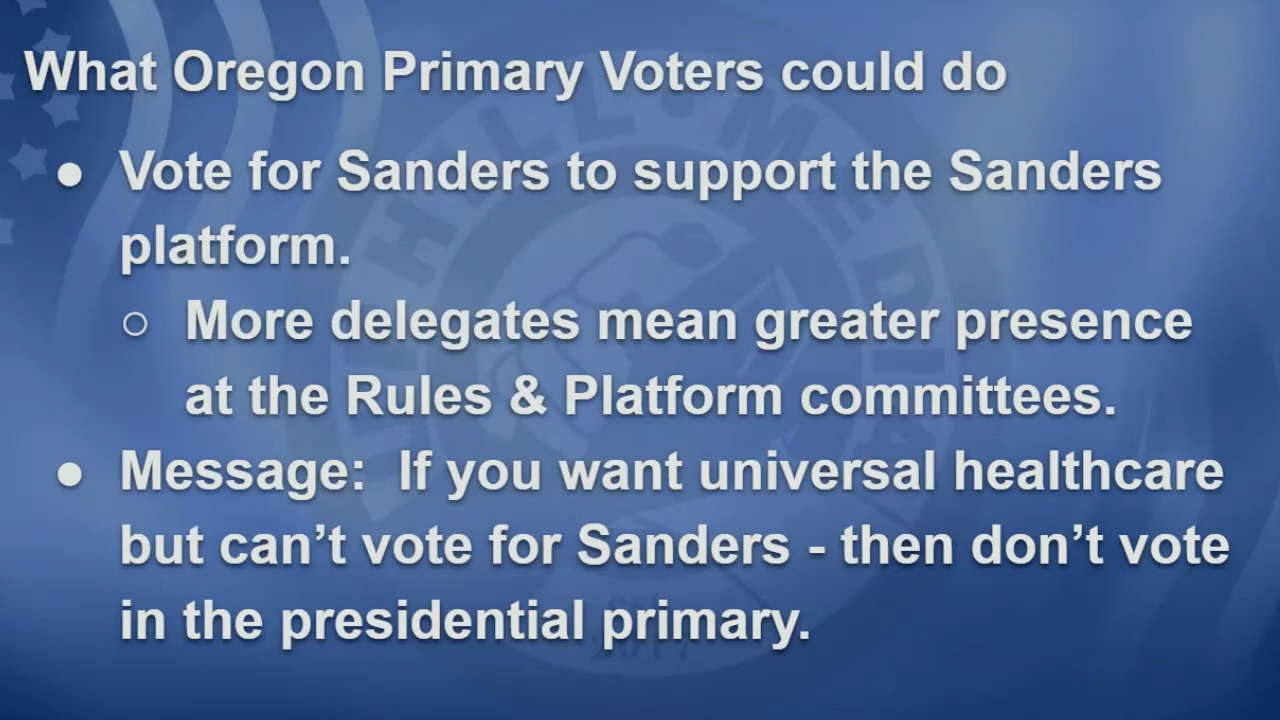 What Oregon Primary Voters could do
● Vote for Sanders to support the Sanders
platform.
○ More delegates mean greater presence
at the Rules & Platform committees.
● Message:  If you want universal healthcare
but can’t vote for Sanders - then don’t vote
in the presidential primary.